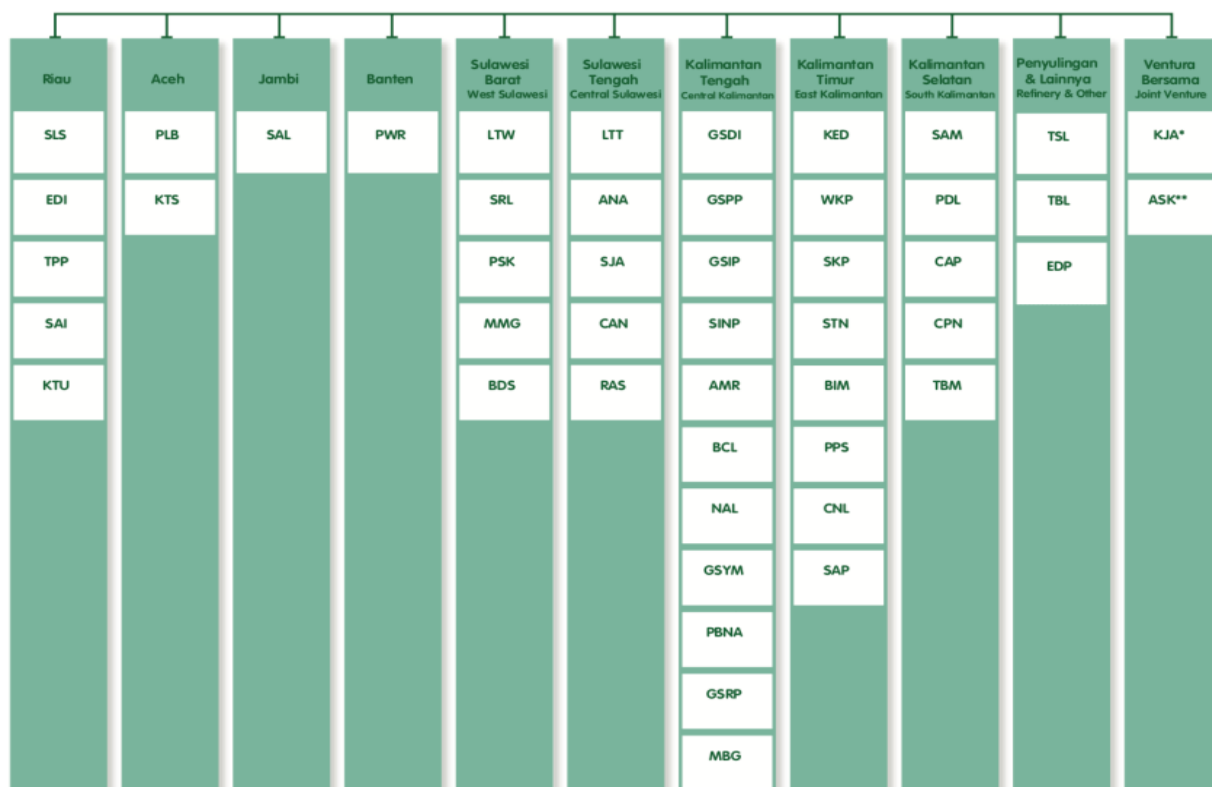 Riau
SLS
EDI
TPP
SAI
KTU
Aceh
PLB
KTS
Jambi
SAL
Banten
PWR
Sulawesi
Barat
West Sulawesi
LTW
SRL
PSK
MMG
BDS
Sulawesi
Tengah
Central Sulawesi
LTT
ANA
SJA
CAN
RAS
Kalimantan
Tengah
Central Kalimantan
GSDI
GSPP
GSIP
SINP
AMR
BCL
NAL
GSYM
PBNA
GSRP
MBG
Kalimantan
Timur
East Kalimantan
KED
WKP
SKP
STN
BIM
PPS
CNL
SAP
Kalimantan
Selatan
South Kalimantan
SAM
PDL
CAP
CPN
TBM
Penyulingan
& Lainnya
Refinery & Other
TSL
TBL
EDP
Ventura
Bersama
Joint Venture
KJA*
ASK**